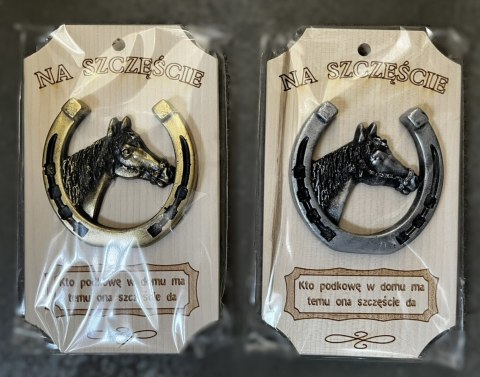 NA SZCZĘŚCIE
Kto podkowę w domu ma
temu ona szczęście da
NA SZCZĘŚCIE
Kto podkowę w domu ma
temu ona szczęście da